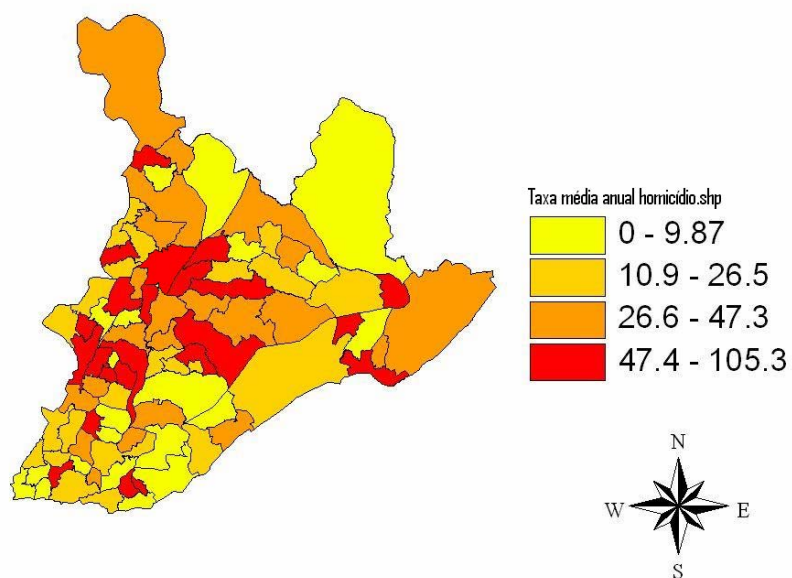 Taxa média anual homicídio.shp
0 - 9.87
10.9 - 26.5
26.6 - 47.3
47.4 - 105.3
N
W E
S